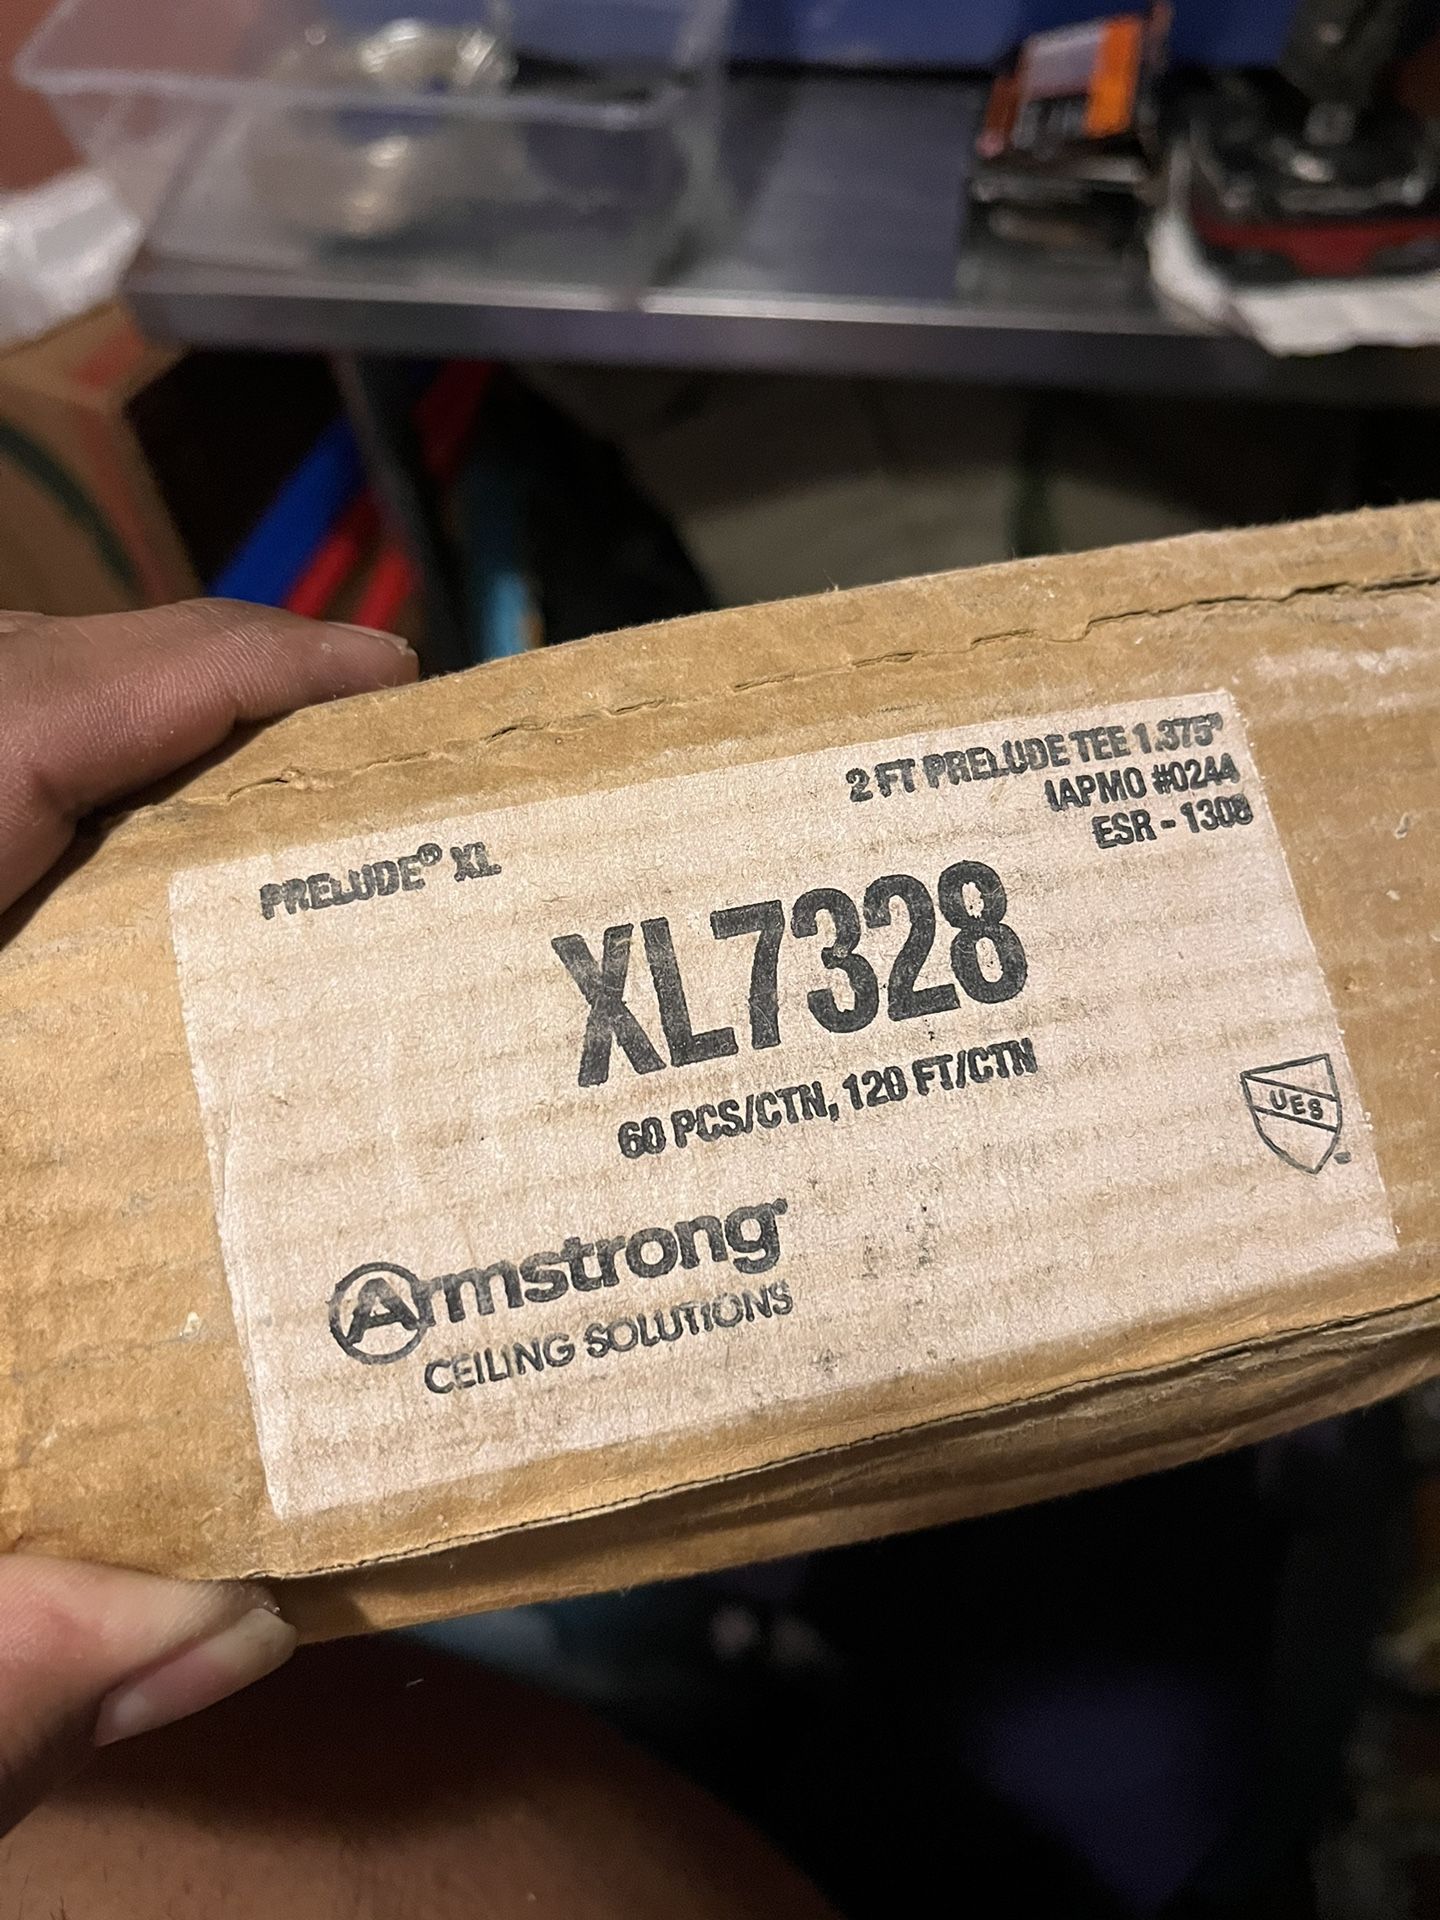 2 FT PRELUDE TEE 1.375"
IAPMO #0244
ESR - 1308
PRELUDE® XL
XL7328
60 PCS/CTN, 120 FT/CTN
UES
Armstrong®
CEILING SOLUTIONS